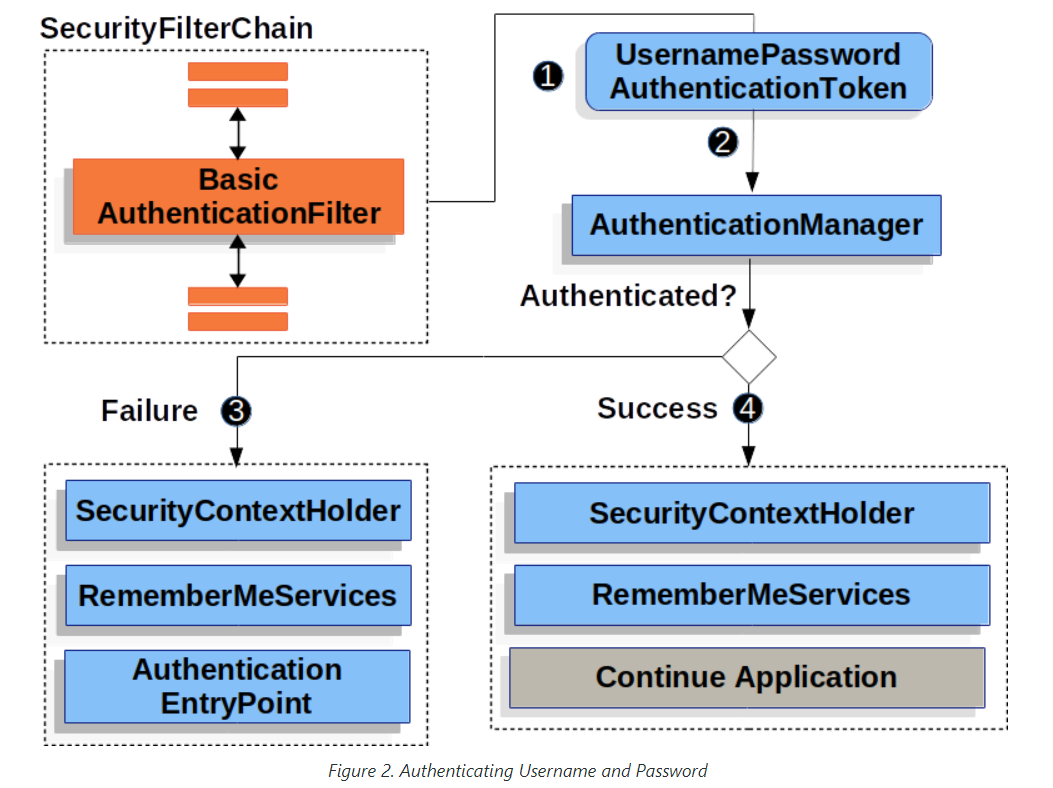 SecurityFilterChain
1
UsernamePassword
AuthenticationToken
2
Basic
AuthenticationFilter
AuthenticationManager
Authenticated?
Failure 3
Success 4
SecurityContextHolder
RememberMeServices
Authentication
EntryPoint
SecurityContextHolder
RememberMeServices
Continue Application
Figure 2. Authenticating Username and Password